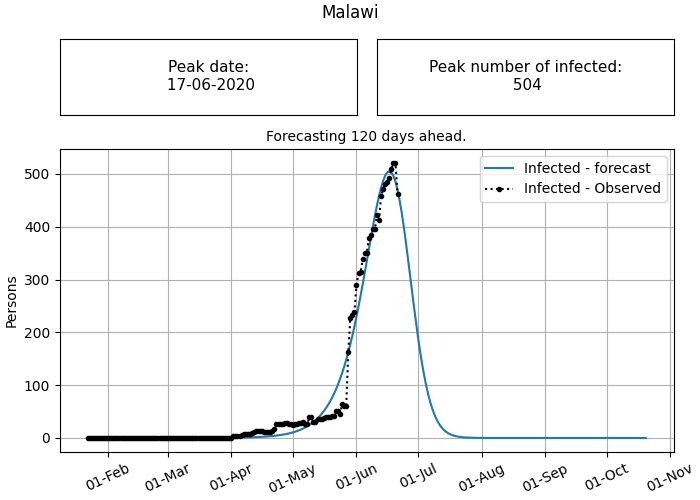 Malawi
Peak date:
17-06-2020
Peak number of infected:
504
Forecasting 120 days ahead.
Infected - forecast
Infected - Observed
Persons
500
400
300
200
100
0
01-Feb
01-Mar
01-Apr
01-May
01-Jun
01-Jul
01-Aug
01-Sep
01-Oct
01-Nov